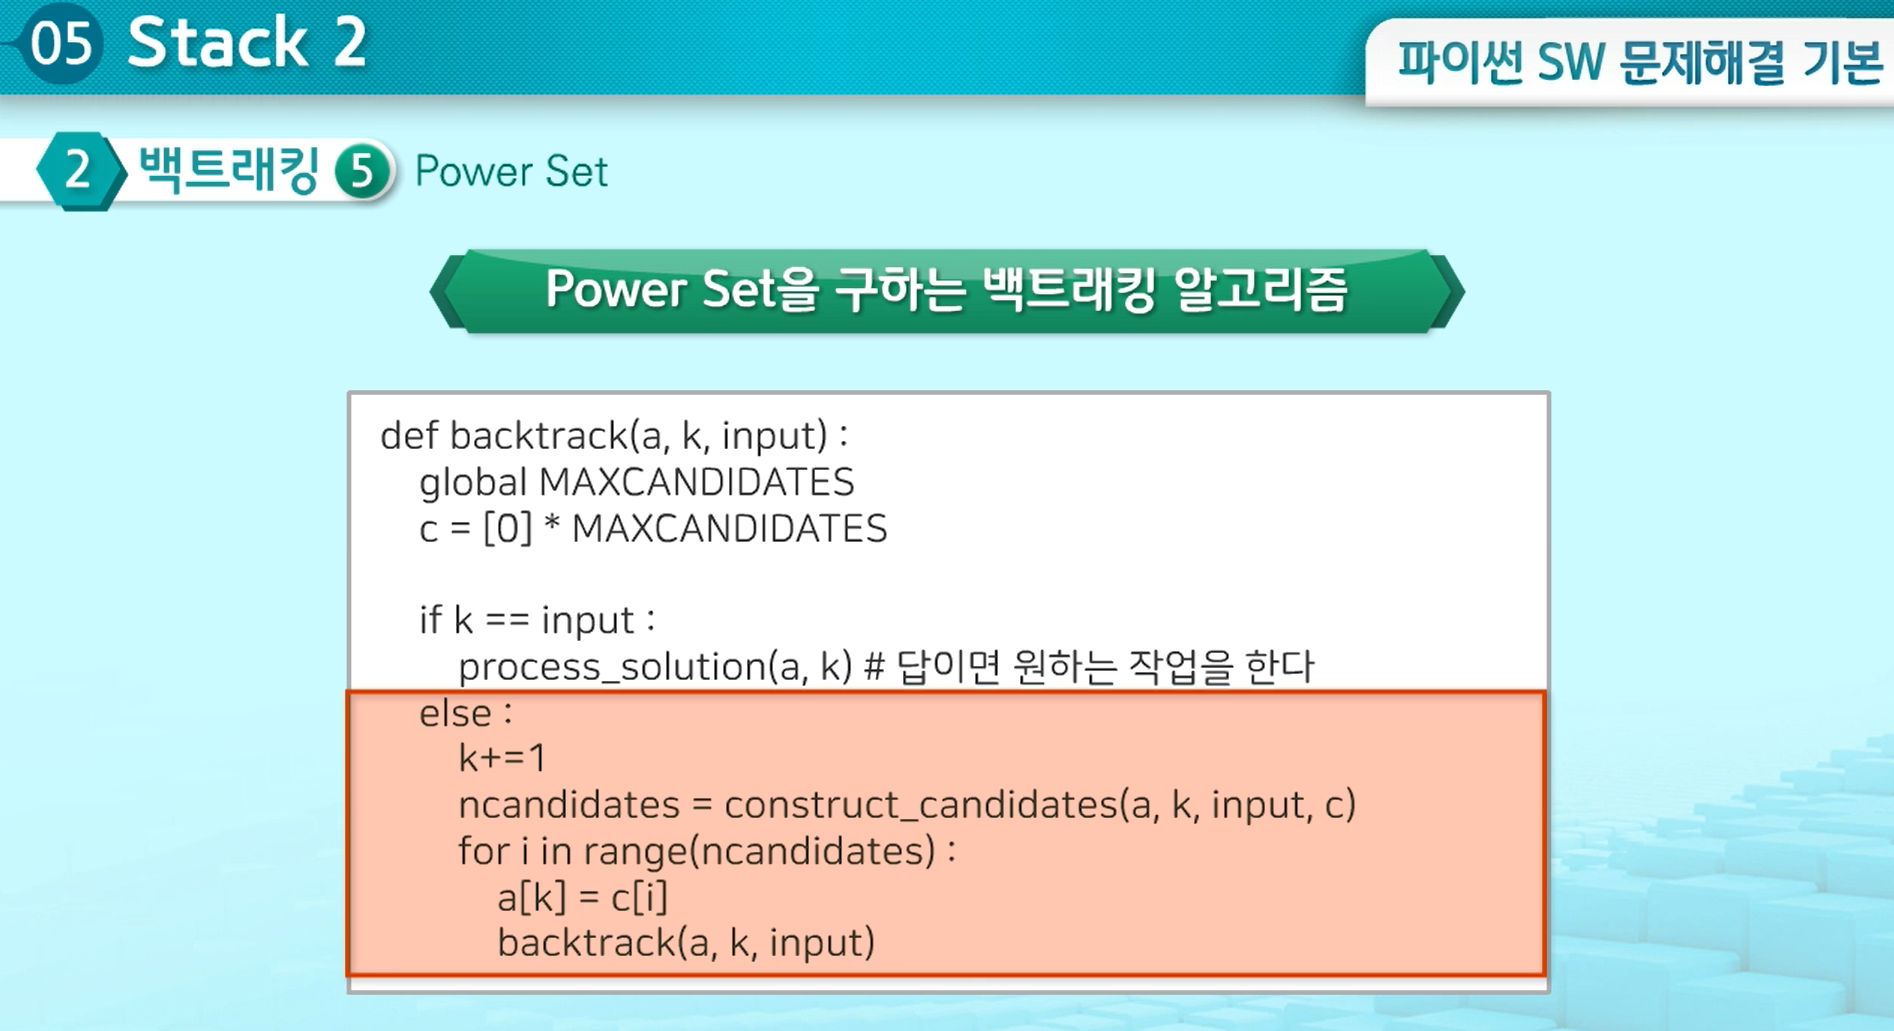 05 Stack 2
파이썬 SW 문제해결 기본
2 백트래킹 5 Power Set
Power Set을 구하는 백트래킹 알고리즘
def backtrack(a, k, input) :
global MAXCANDIDATES
c = [0] * MAXCANDIDATES
if k == input :
process_solution(a, k) # 답이면 원하는 작업을 한다
else :
k+=1
ncandidates = construct_candidates(a, k, input, c)
for i in range(ncandidates) :
a[k] = c[i]
backtrack(a, k, input)